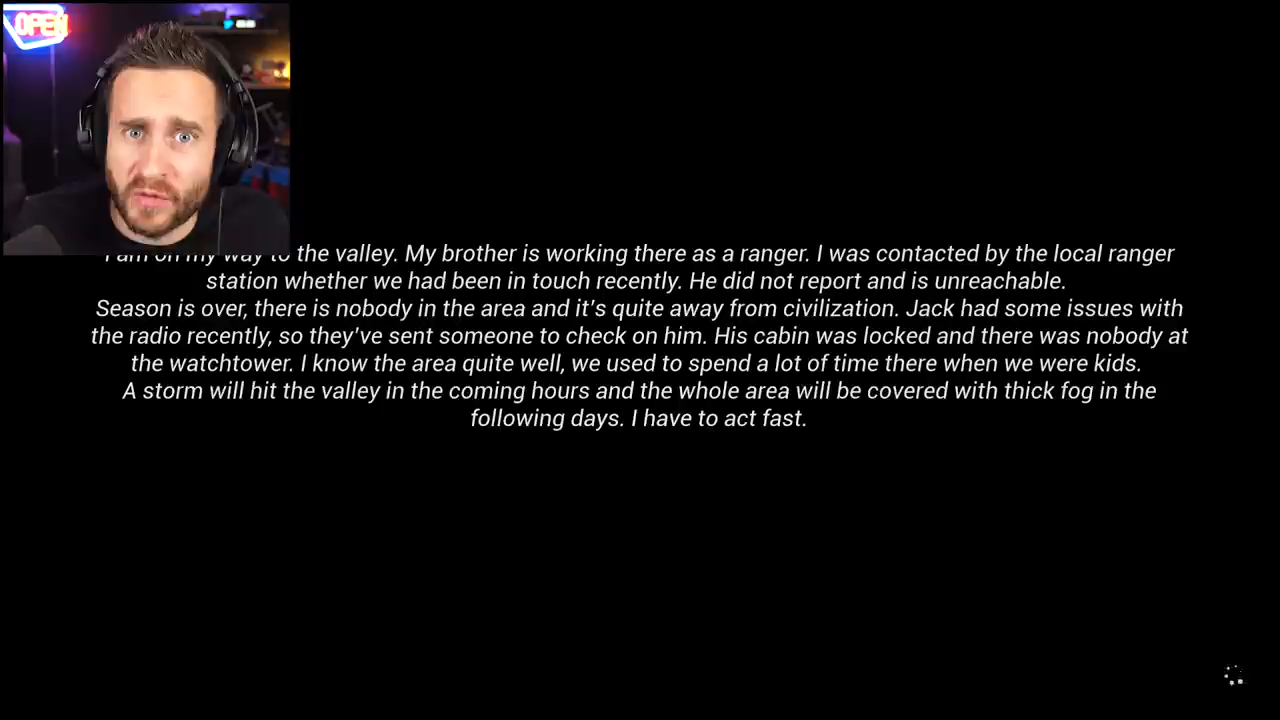 OPEN
I am on my way to the valley. My brother is working there as a ranger. I was contacted by the local ranger
station whether we had been in touch recently. He did not report and is unreachable.
Season is over, there is nobody in the area and it's quite away from civilization. Jack had some issues with
the radio recently, so they've sent someone to check on him. His cabin was locked and there was nobody at
the watchtower. I know the area quite well, we used to spend a lot of time there when we were kids.
A storm will hit the valley in the coming hours and the whole area will be covered with thick fog in the
following days. I have to act fast.